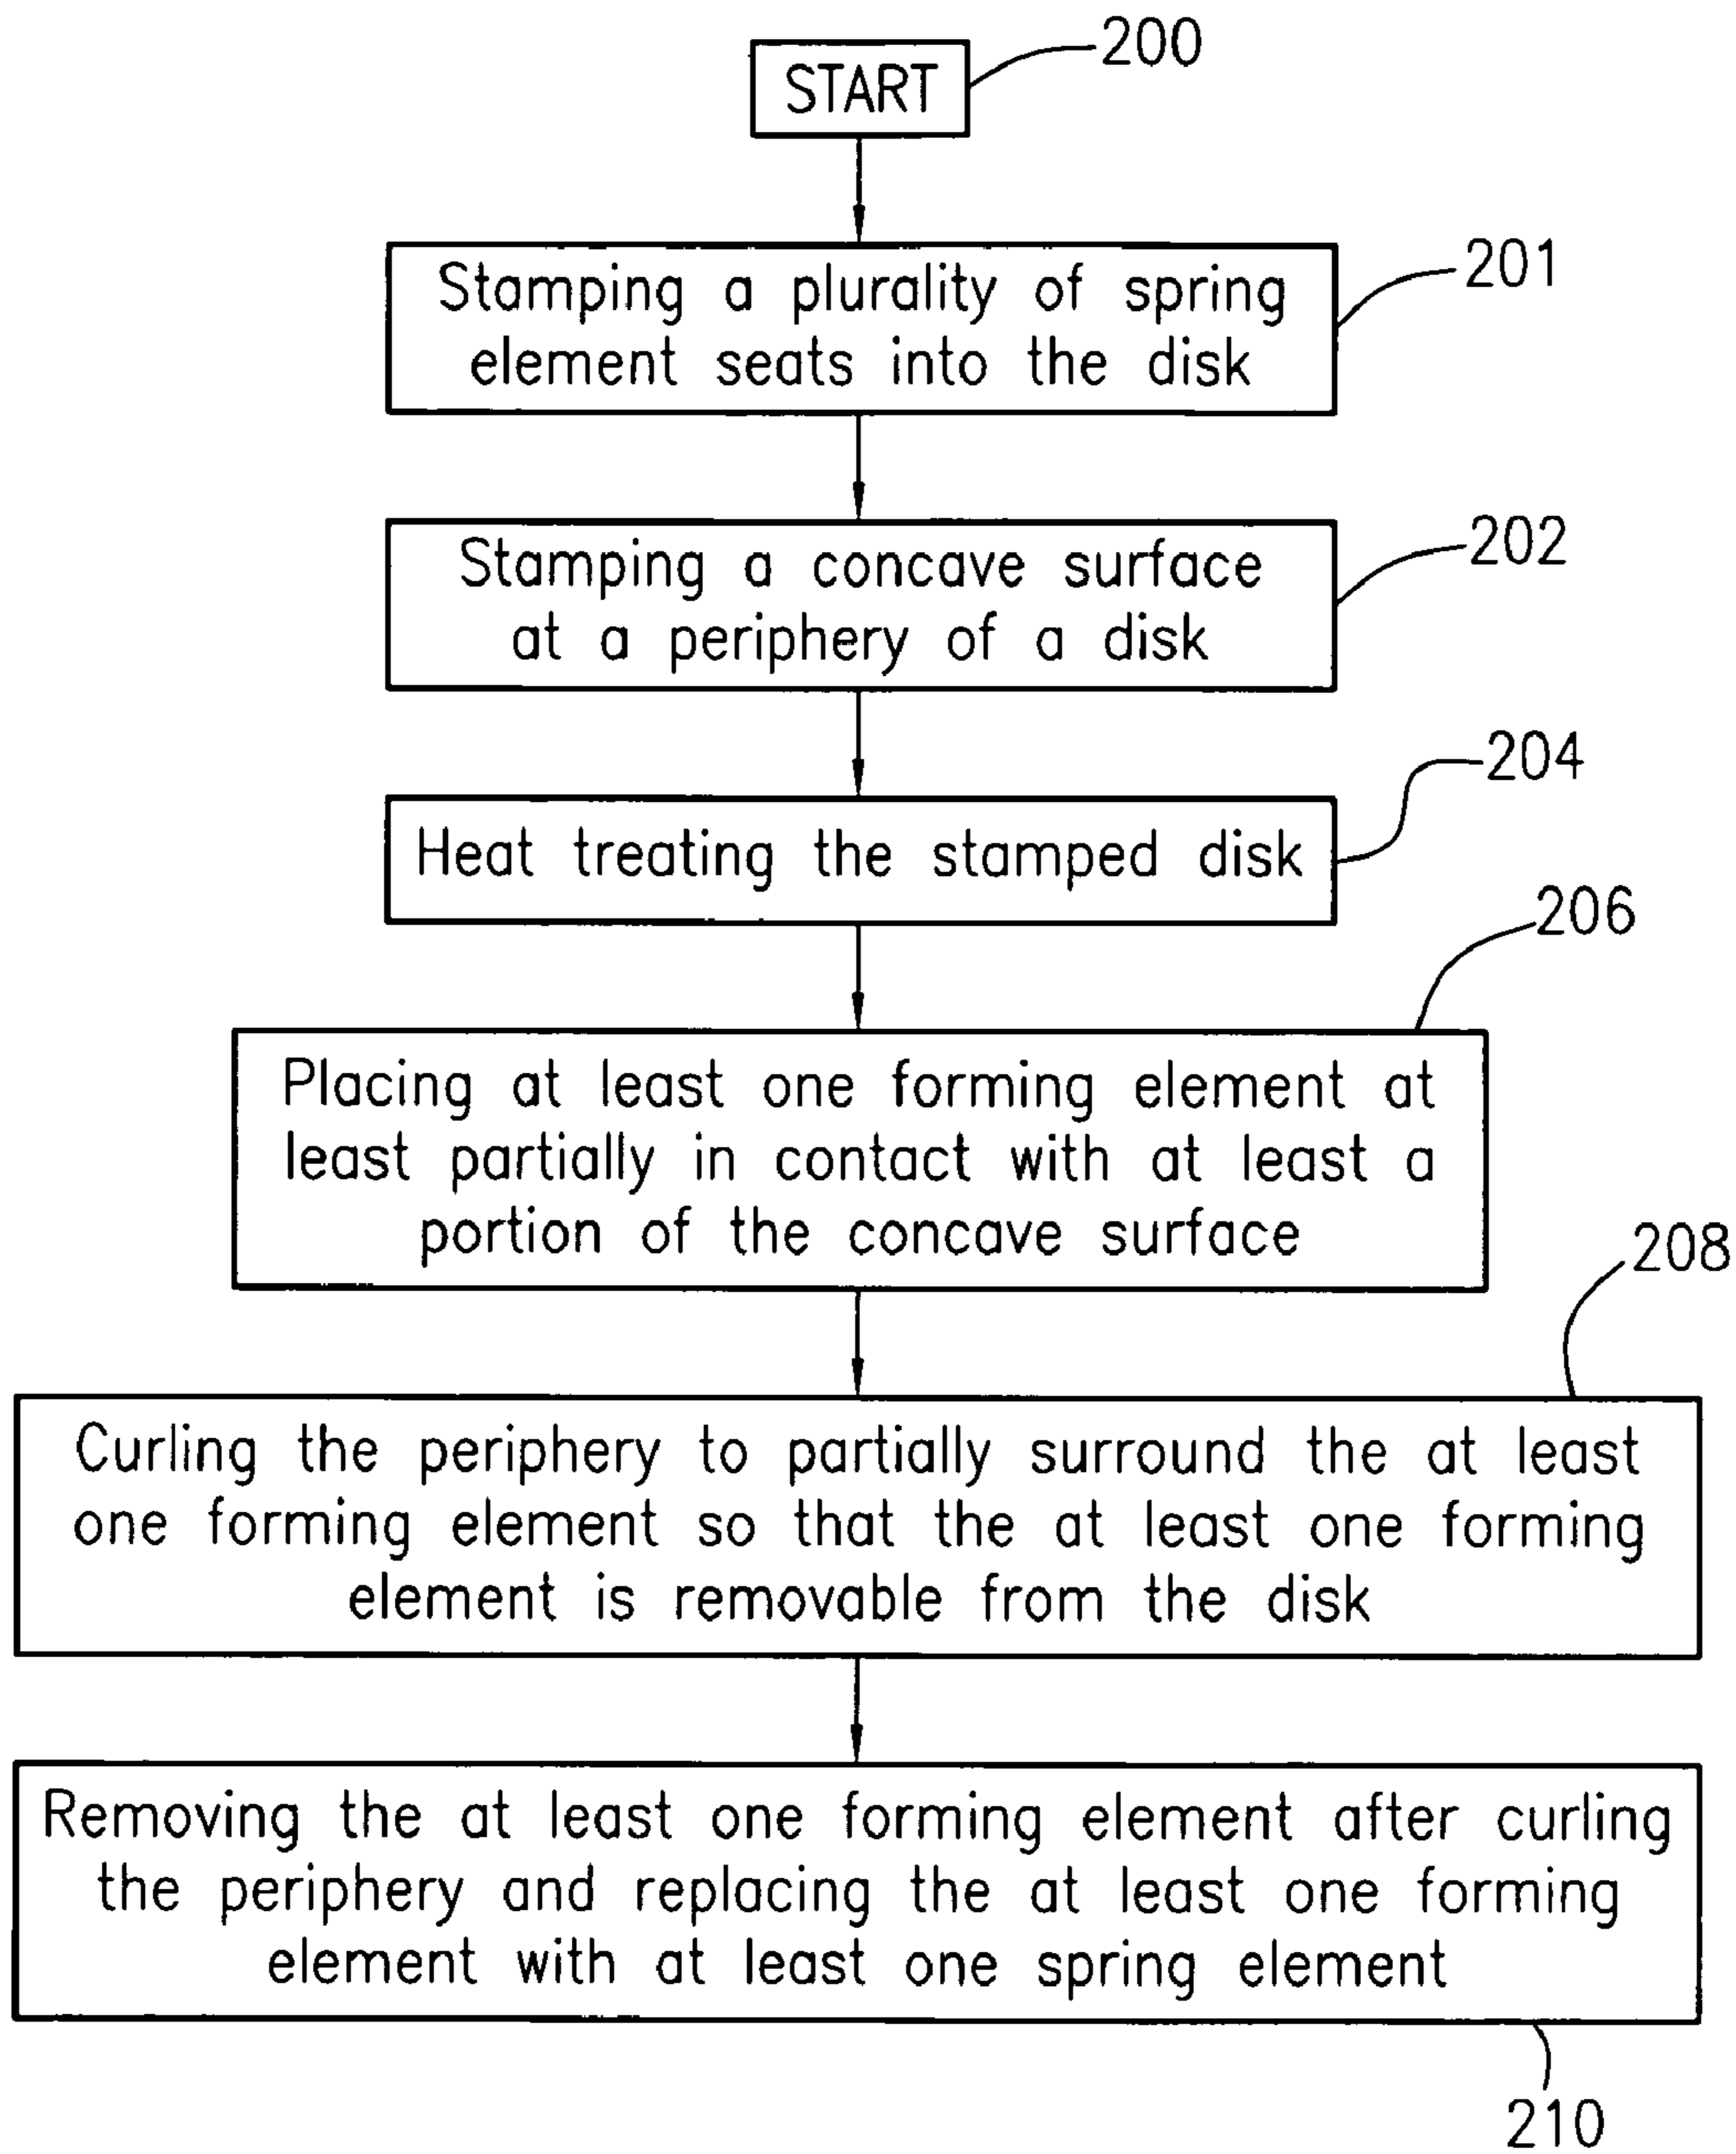 START
200
Stamping a plurality of spring
element seats into the disk
201
Stamping a concave surface
at a periphery of a disk
202
Heat treating the stamped disk
204
Placing at least one forming element at
least partially in contact with at least a
portion of the concave surface
206
Curling the periphery to partially surround the at least
one forming element so that the at least one forming
element is removable from the disk
208
Removing the at least one forming element after curling
the periphery and replacing the at least one forming
element with at least one spring element
210